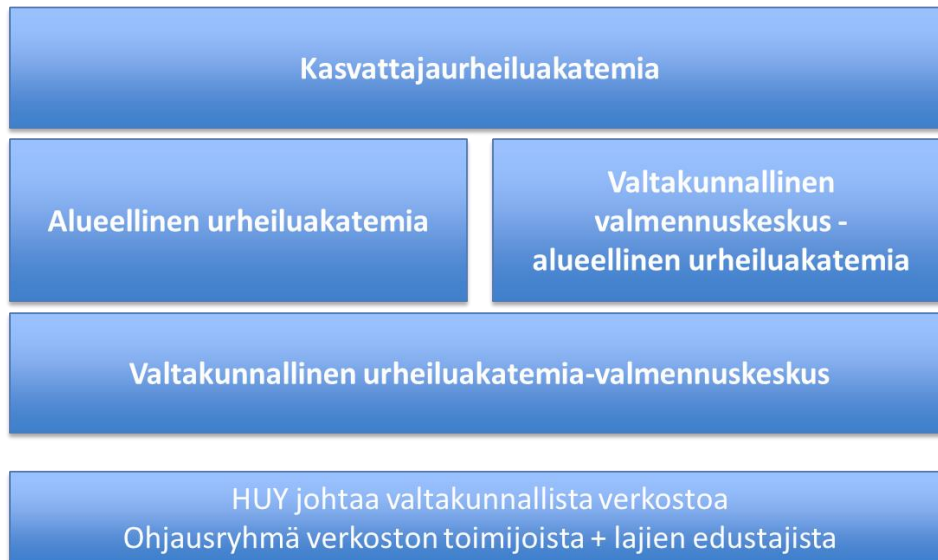 Kasvattajaurheiluakatemia
Alueellinen urheiluakatemia
Valtakunnallinen
valmennuskeskus -
alueellinen urheiluakatemia
Valtakunnallinen urheiluakatemia-valmennuskeskus
HUY johtaa valtakunnallista verkostoa
Ohjausryhmä verkoston toimijoista + lajien edustajista